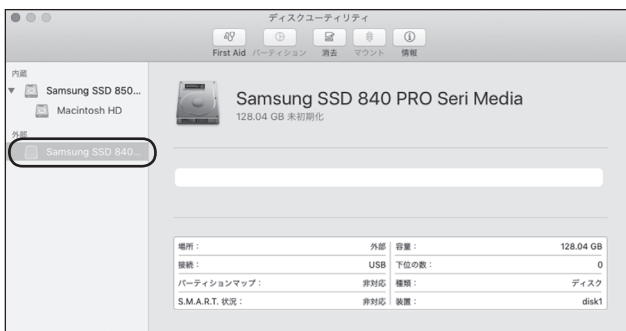 ディスクユーティリティ
First Aid パーティション 消去 マウント 情報
内蔵
Samsung SSD 850...
Macintosh HD
外部
Samsung SSD 840...
Samsung SSD 840 PRO Seri Media
128.04 GB 未初期化
場所： 外部 容量： 128.04 GB
接続： USB 下位の数： 0
パーティションマップ： 非対応 種類： ディスク
S.M.A.R.T. 状況： 非対応 装置： disk1